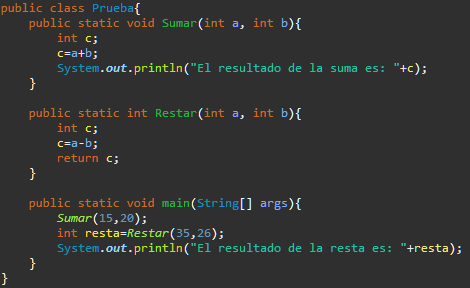 public class Prueba{
    public static void Sumar(int a, int b){
        int c;
        c=a+b;
        System.out.println("El resultado de la suma es: "+c);
    }

    public static int Restar(int a, int b){
        int c;
        c=a-b;
        return c;
    }

    public static void main(String[] args){
        Sumar(15,20);
        int resta=Restar(35,26);
        System.out.println("El resultado de la resta es: "+resta);
    }
}